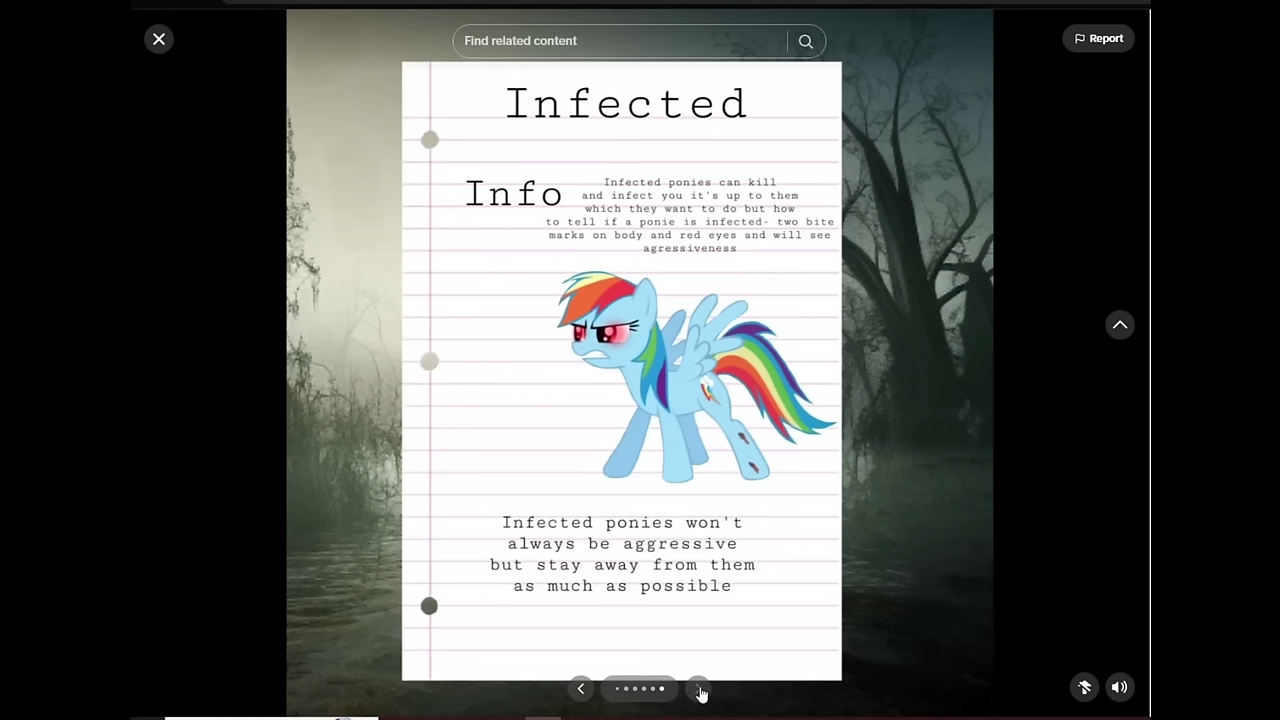 Find related content
Report
Infected
Info
Infected ponies can kill
and infect you it's up to them
which they want to do but how
to tell if a ponie is infected- two bite
marks on body and red eyes and will see
agressiveness
Infected ponies won't
always be aggressive
but stay away from them
as much as possible